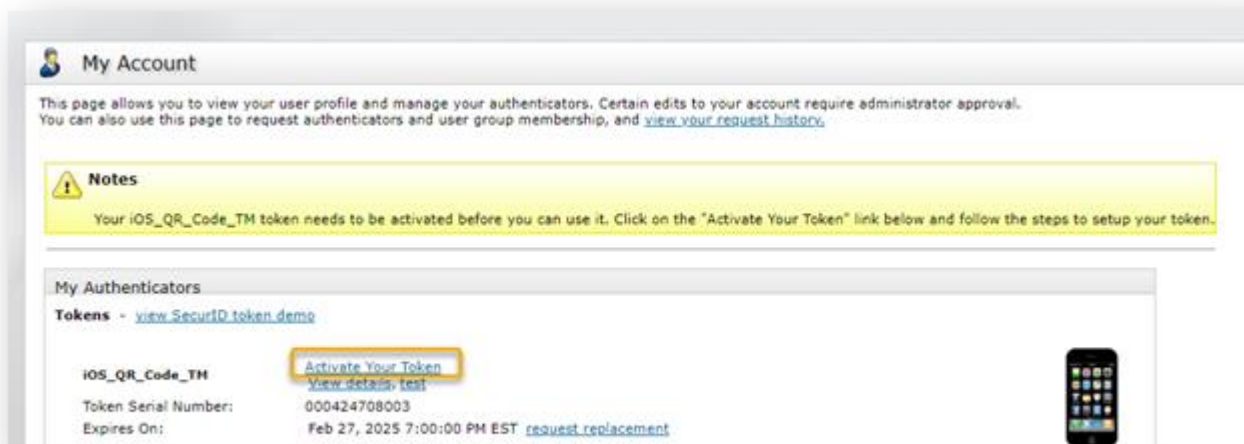 My Account
This page allows you to view your user profile and manage your authenticators. Certain edits to your account require administrator approval.
You can also use this page to request authenticators and user group membership, and view your request history.
Notes
Your iOS_QR_Code_TM token needs to be activated before you can use it. Click on the "Activate Your Token" link below and follow the steps to setup your token.
My Authenticators
Tokens - view SecurID token demo
iOS_QR_Code_TM Activate Your Token
View details, test
Token Serial Number: 000424708003
Expires On: Feb 27, 2025 7:00:00 PM EST request replacement